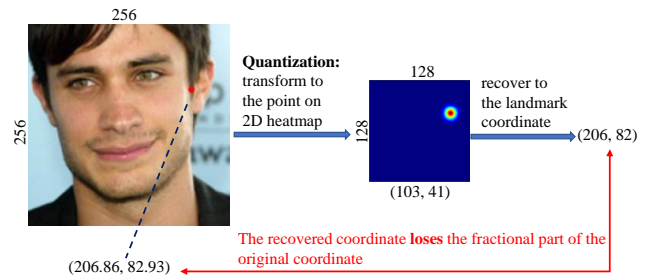 256
256
Quantization:
transform to
the point on
2D heatmap
128
128
(103, 41)
recover to
the landmark
coordinate
(206, 82)
The recovered coordinate loses the fractional part of the
original coordinate
(206.86, 82.93)